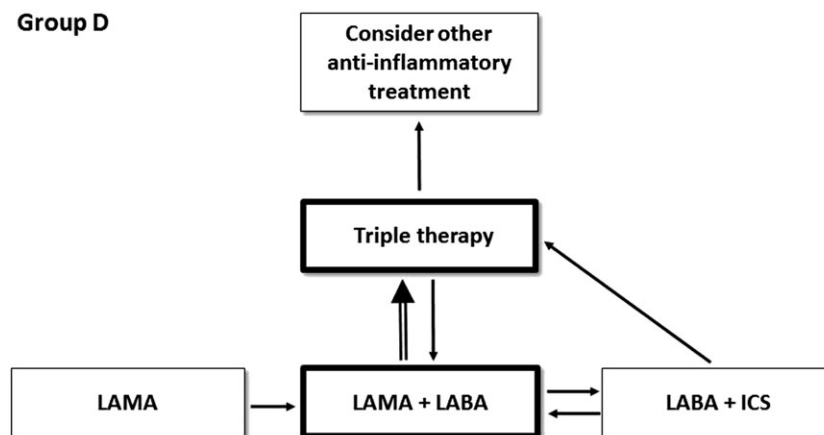 Group D
Consider other
anti-inflammatory
treatment
Triple therapy
LAMA
LAMA + LABA
LABA + ICS